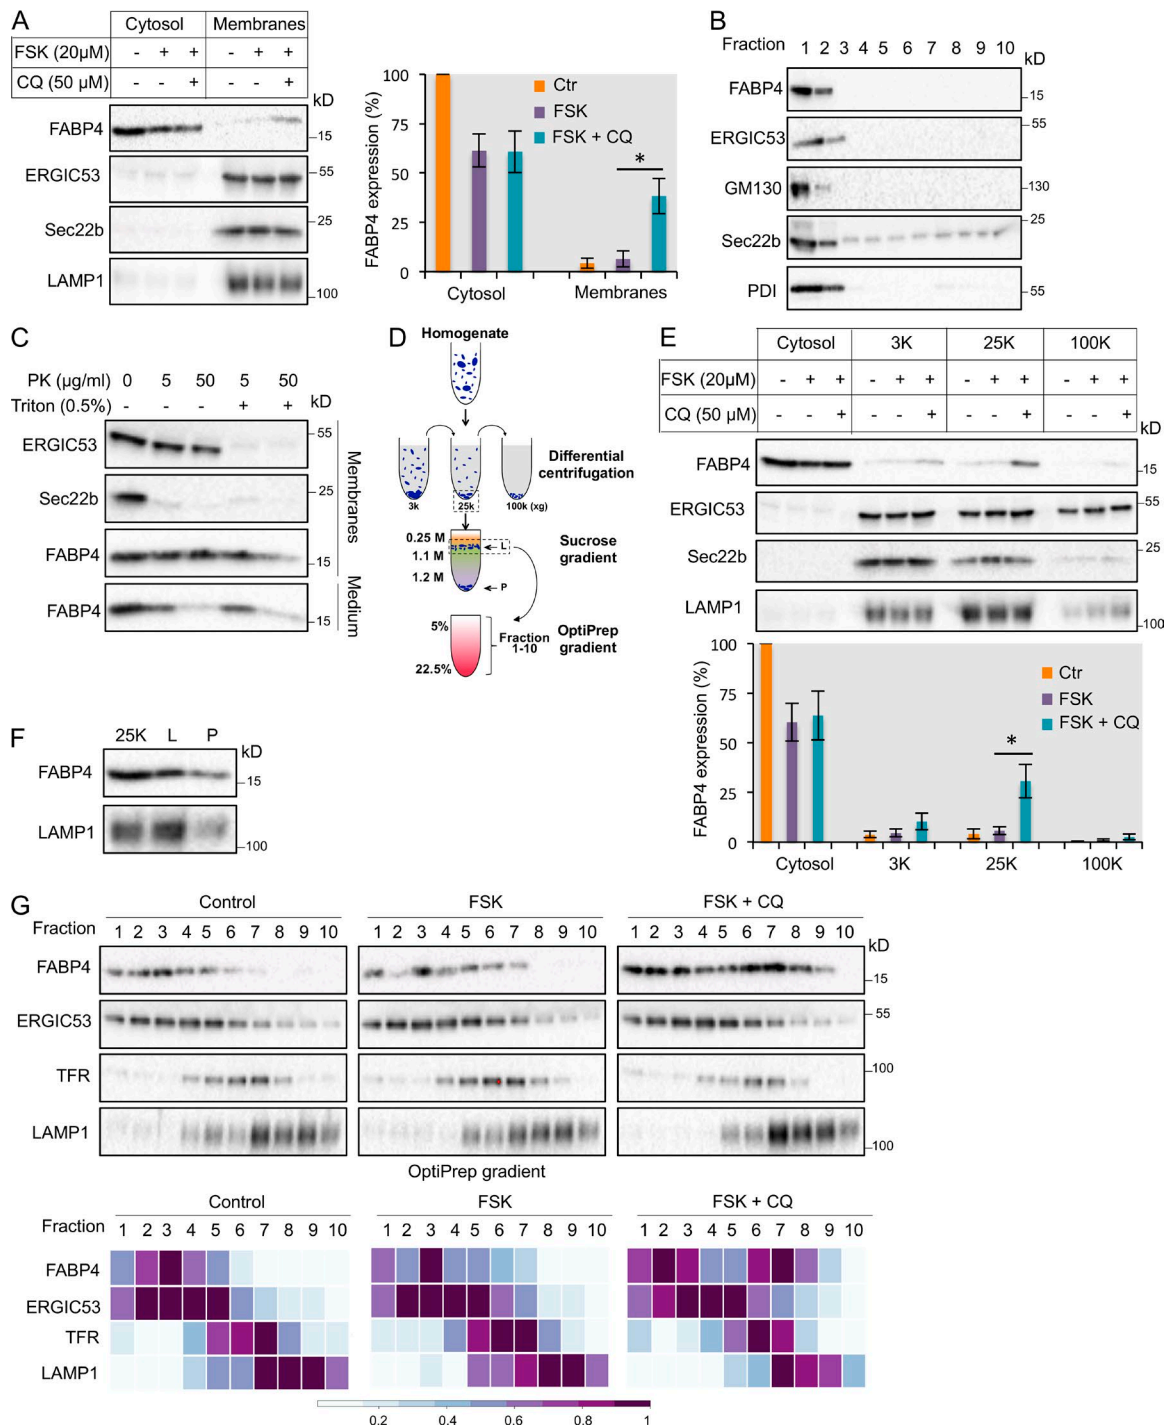 A
Cytosol Membranes
FSK (20µM) - + + - + +
CQ (50 µM) + +
kD
FABP4 15
ERGIC53 55
Sec22b 25
LAMP1 100
FABP4 expression (%)
100
75
50
25
0
Ctr
FSK
FSK + CQ
*
Cytosol Membranes
B
Fraction 1 2 3 4 5 6 7 8 9 10
kD
FABP4 15
ERGIC53 55
GM130 130
Sec22b 25
PDI 55
C
PK (µg/ml) 0 5 50 5 50
Triton (0.5%) - - - + +
kD
ERGIC53 55
Sec22b 25
FABP4 15
FABP4 15
Membranes
Medium
D
Homogenate
Differential
centrifugation
3k 25k 100k (xg)
0.25 M
1.1 M
1.2 M
L
P
Sucrose
gradient
5%
22.5%
Fraction
1-10
OptiPrep
gradient
E
Cytosol 3K 25K 100K
FSK (20µM) - + + - + + - + + - + +
CQ (50 µM) + + + +
kD
FABP4 15
ERGIC53 55
Sec22b 25
LAMP1 100
FABP4 expression (%)
100
75
50
25
0
Ctr
FSK
FSK + CQ
*
Cytosol 3K 25K 100K
F
25K L P
kD
FABP4 15
LAMP1 100
G
Control FSK FSK + CQ
Fraction 1 2 3 4 5 6 7 8 9 10 1 2 3 4 5 6 7 8 9 10 1 2 3 4 5 6 7 8 9 10
kD
FABP4 15
ERGIC53 55
TFR 100
LAMP1 100
OptiPrep gradient
Control FSK FSK + CQ
Fraction 1 2 3 4 5 6 7 8 9 10 1 2 3 4 5 6 7 8 9 10 1 2 3 4 5 6 7 8 9 10
FABP4
ERGIC53
TFR
LAMP1
0.2 0.4 0.6 0.8 1